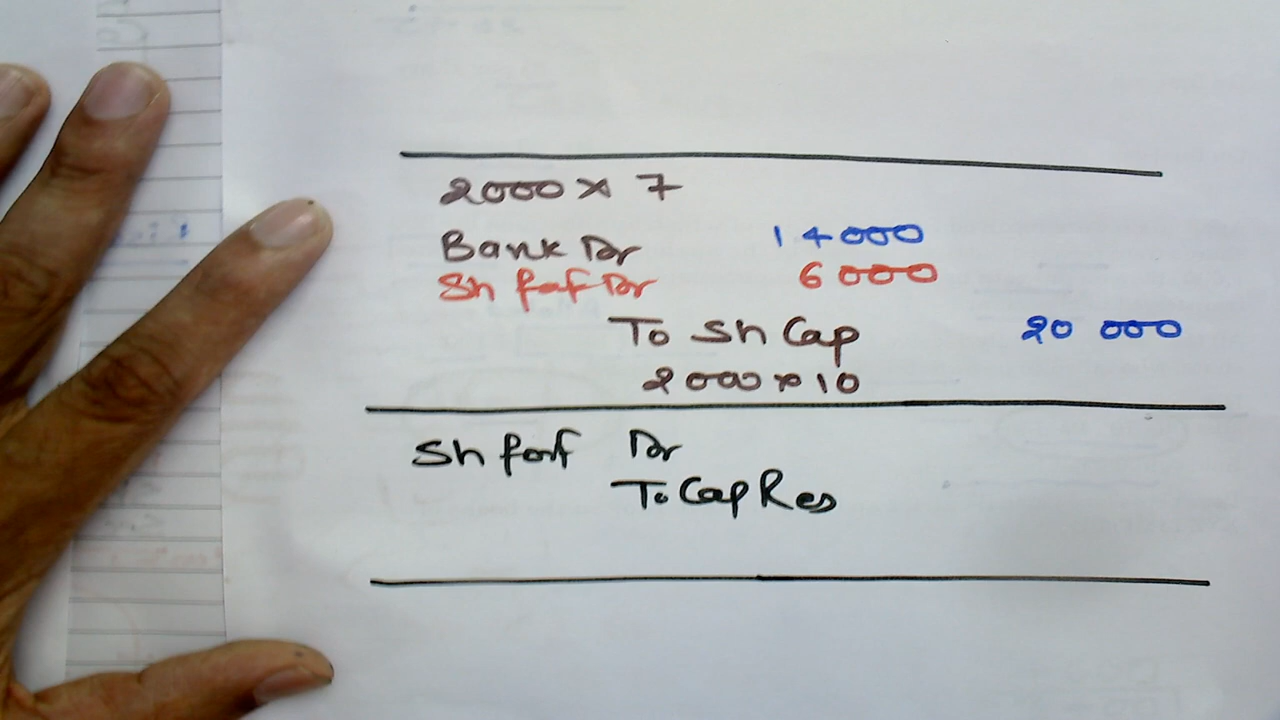 2000 × 7
Bank Dr 14000
Sh forf Dr 6000
To Sh Cap 20 000
2000 × 10
Sh forf Dr
To Cap Res